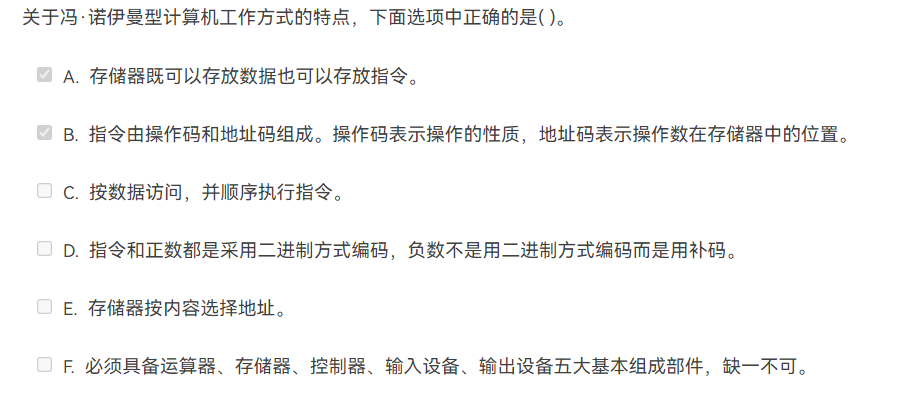 关于冯·诺伊曼型计算机工作方式的特点，下面选项中正确的是( )。
A. 存储器既可以存放数据也可以存放指令。
B. 指令由操作码和地址码组成。操作码表示操作的性质，地址码表示操作数在存储器中的位置。
C. 按数据访问，并顺序执行指令。
D. 指令和正数都是采用二进制方式编码，负数不是用二进制方式编码而是用补码。
E. 存储器按内容选择地址。
F. 必须具备运算器、存储器、控制器、输入设备、输出设备五大基本组成部件，缺一不可。